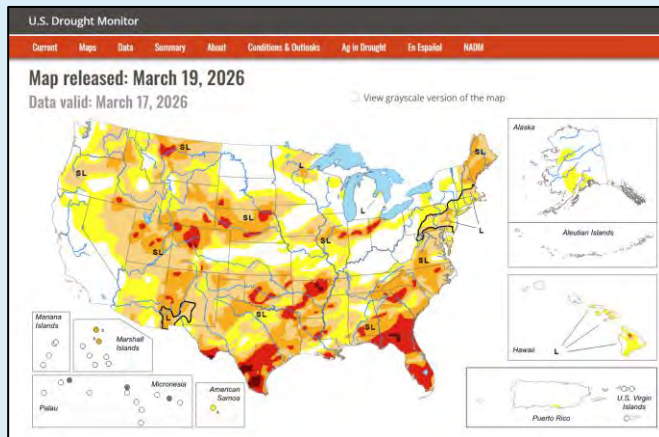 U.S. Drought Monitor
Current Maps Data Summary About Conditions & Outlooks Ag in Drought En Español NADM
Map released: March 19, 2026
Data valid: March 17, 2026
View grayscale version of the map
SL
L
SL
SL
SL
L
SL
L
SL
SL
SL
SL
SL
L
Alaska
Aleutian Islands
Hawaii
L
Mariana
Islands
Marshall
Islands
Palau
Micronesia
American
Samoa
Puerto Rico
U.S. Virgin
Islands